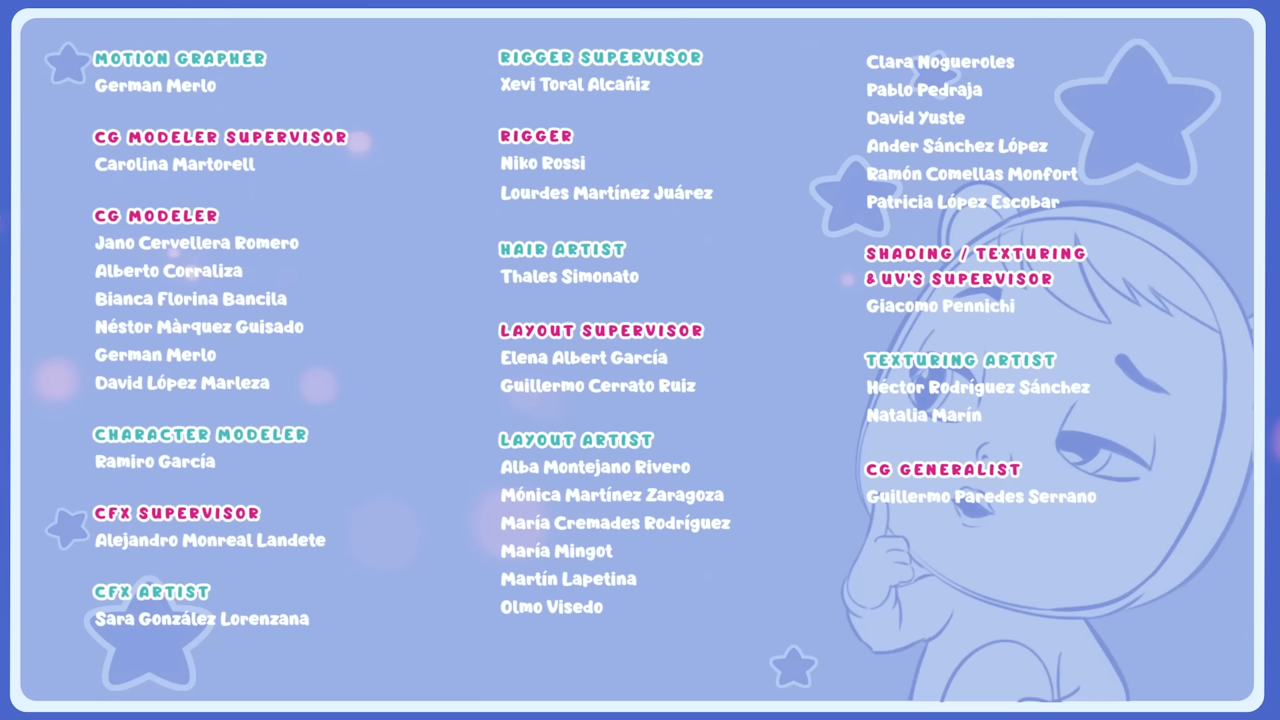 MOTION GRAPHER
German Merlo
CG MODELER SUPERVISOR
Carolina Martorell
CG MODELER
Jano Cervellera Romero
Alberto Corraliza
Bianca Florina Bancila
Néstor Màrquez Guisado
German Merlo
David López Marleza
CHARACTER MODELER
Ramiro García
CFX SUPERVISOR
Alejandro Monreal Landete
CFX ARTIST
Sara González Lorenzana
RIGGER SUPERVISOR
Xevi Toral Alcañiz
RIGGER
Niko Rossi
Lourdes Martínez Juárez
HAIR ARTIST
Thales Simonato
LAYOUT SUPERVISOR
Elena Albert García
Guillermo Cerrato Ruiz
LAYOUT ARTIST
Alba Montejano Rivero
Mónica Martínez Zaragoza
María Cremades Rodríguez
María Mingot
Martín Lapetina
Olmo Visedo
Clara Nogueroles
Pablo Pedraja
David Yuste
Ander Sánchez López
Ramón Comellas Monfort
Patricia López Escobar
SHADING / TEXTURING
& UV'S SUPERVISOR
Giacomo Pennichi
TEXTURING ARTIST
Héctor Rodríguez Sánchez
Natalia Marín
CG GENERALIST
Guillermo Paredes Serrano